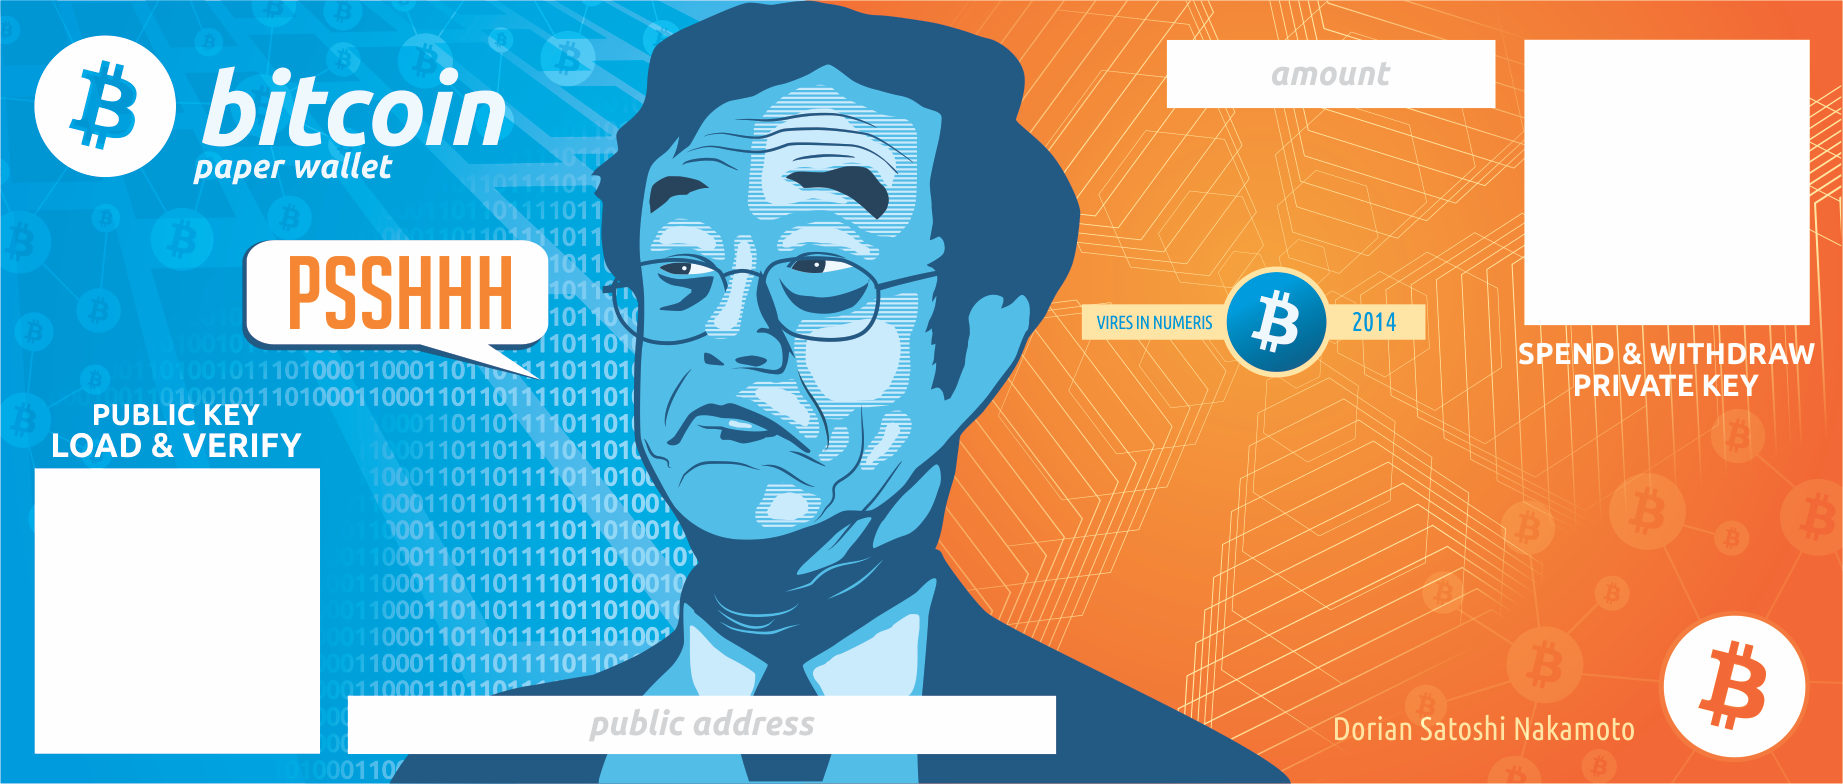 bitcoin
paper wallet
amount
PSSHHH
VIRES IN NUMERIS
2014
SPEND & WITHDRAW
PRIVATE KEY
PUBLIC KEY
LOAD & VERIFY
public address
Dorian Satoshi Nakamoto